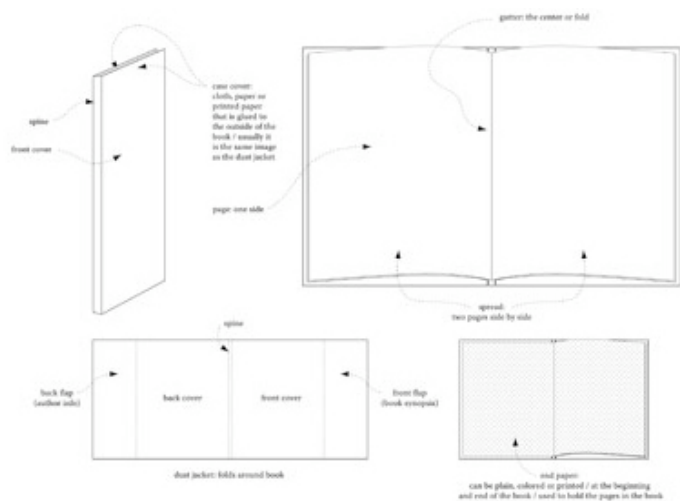 gutter: the center or fold
case cover:
cloth, paper or
printed paper
that is glued to
the outside of the
book / usually it
is the same image
as the dust jacket
spine
front cover
page: one side
spread:
two pages side by side
spine
back flap
(author info)
back cover
front cover
front flap
(book synopsis)
dust jacket: folds around book
end paper:
can be plain, colored or printed / at the beginning
and end of the book / used to hold the pages in the book